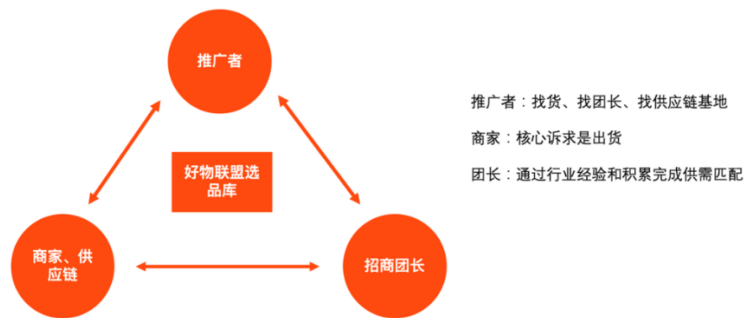 推广者
推广者：找货、找团长、找供应链基地
商家：核心诉求是出货
好物联盟选
品库
团长：通过行业经验和积累完成供需匹配
商家、供
应链
招商团长